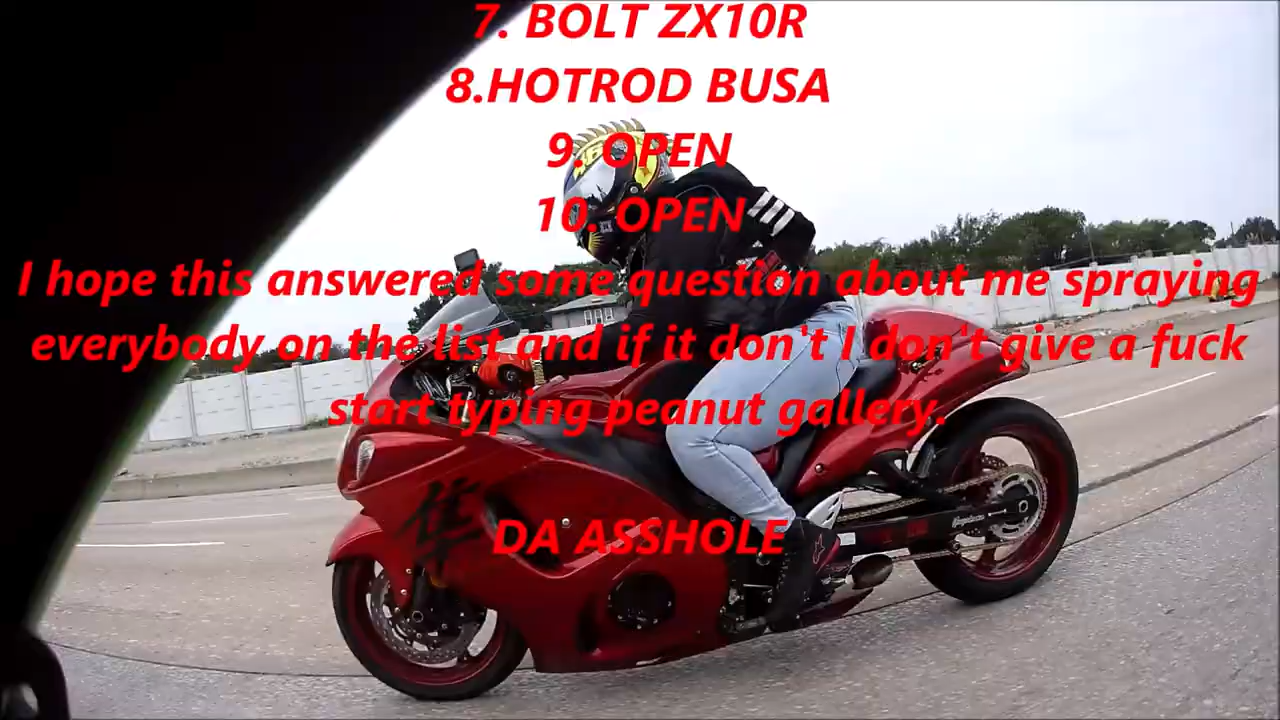 7. BOLT ZX10R
8.HOTROD BUSA
9. OPEN
10. OPEN
I hope this answered some question about me spraying
everybody on the list and if it don't I don't give a fuck
start typing peanut gallery.
DA ASSHOLE
隼